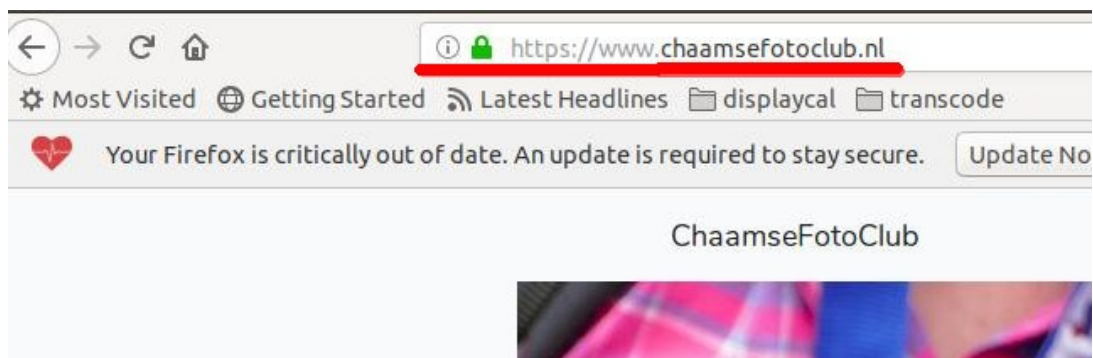 https://www.chaamsefotoclub.nl
Most Visited Getting Started Latest Headlines displaycal transcode
Your Firefox is critically out of date. An update is required to stay secure. Update No
ChaamseFotoClub